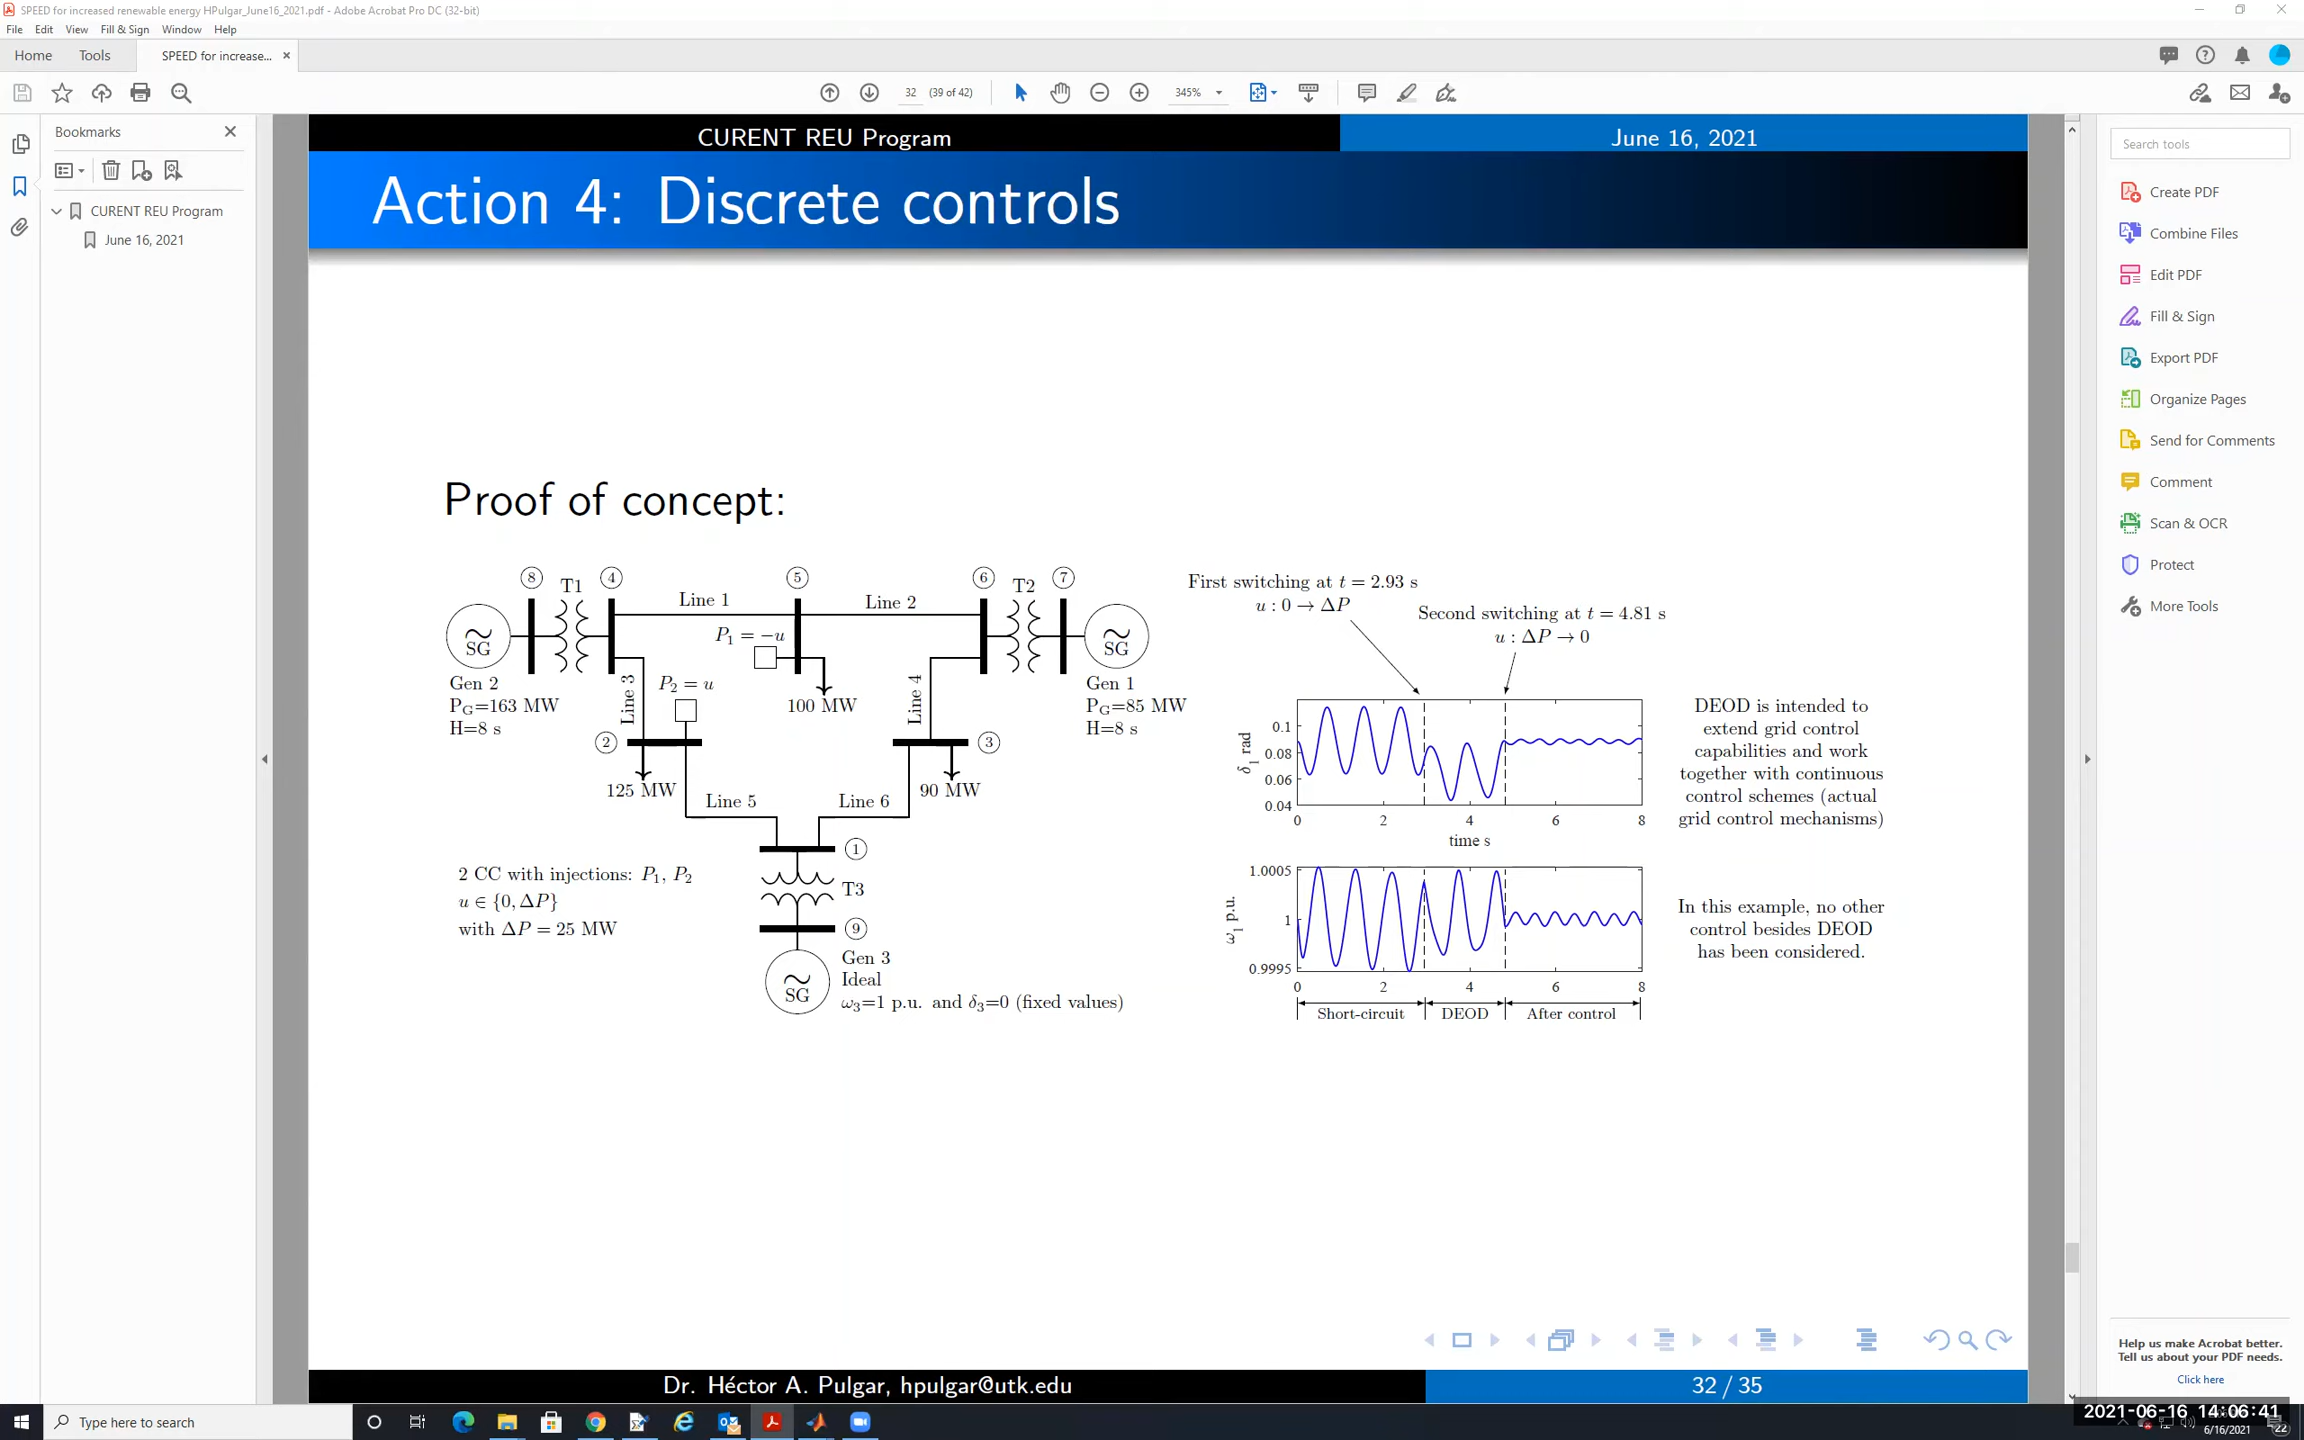 SPEED for increased renewable energy HPulgar_June16_2021.pdf - Adobe Acrobat Pro DC (32-bit)
File Edit View Fill & Sign Window Help
Home Tools SPEED for increase... ×
32 (39 of 42) 345%
Bookmarks
CURENT REU Program
June 16, 2021
CURENT REU Program June 16, 2021
Action 4: Discrete controls
Proof of concept:
8 T1 4 5 6 T2 7
Line 1 Line 2
P1 = −u
SG SG
Gen 2
PG=163 MW
H=8 s
Line 3
P2 = u
100 MW
Line 4
Gen 1
PG=85 MW
H=8 s
2 3
125 MW 90 MW
Line 5 Line 6
1
T3
9
2 CC with injections: P1, P2
u ∈ {0, ΔP}
with ΔP = 25 MW
SG
Gen 3
Ideal
ω3=1 p.u. and δ3=0 (fixed values)
First switching at t = 2.93 s
u : 0 → ΔP
Second switching at t = 4.81 s
u : ΔP → 0
δ1 rad
0.1
0.08
0.06
0.04
0 2 4 6 8
time s
ω1 p.u.
1.0005
1
0.9995
0 2 4 6 8
Short-circuit DEOD After control
DEOD is intended to
extend grid control
capabilities and work
together with continuous
control schemes (actual
grid control mechanisms)
In this example, no other
control besides DEOD
has been considered.
Dr. Héctor A. Pulgar, hpulgar@utk.edu 32 / 35
Search tools
Create PDF
Combine Files
Edit PDF
Fill & Sign
Export PDF
Organize Pages
Send for Comments
Comment
Scan & OCR
Protect
More Tools
Help us make Acrobat better.
Tell us about your PDF needs.
Click here
Type here to search
2021-06-16 14:06:41
6/16/2021
22